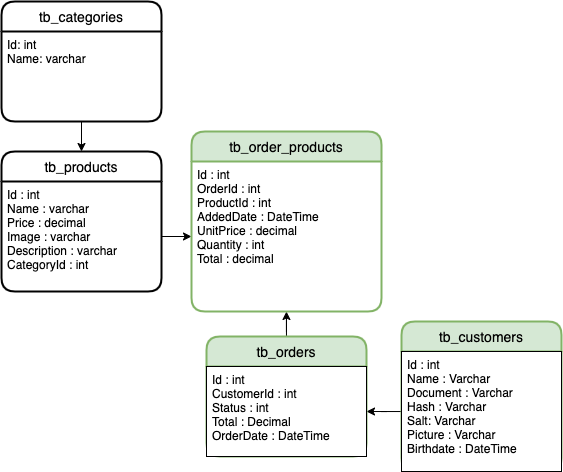 tb_categories
Id: int
Name: varchar
tb_products
Id : int
Name : varchar
Price : decimal
Image : varchar
Description : varchar
CategoryId : int
tb_order_products
Id : int
OrderId : int
ProductId : int
AddedDate : DateTime
UnitPrice : decimal
Quantity : int
Total : decimal
tb_orders
Id : int
CustomerId : int
Status : int
Total : Decimal
OrderDate : DateTime
tb_customers
Id : int
Name : Varchar
Document : Varchar
Hash : Varchar
Salt: Varchar
Picture : Varchar
Birthdate : DateTime